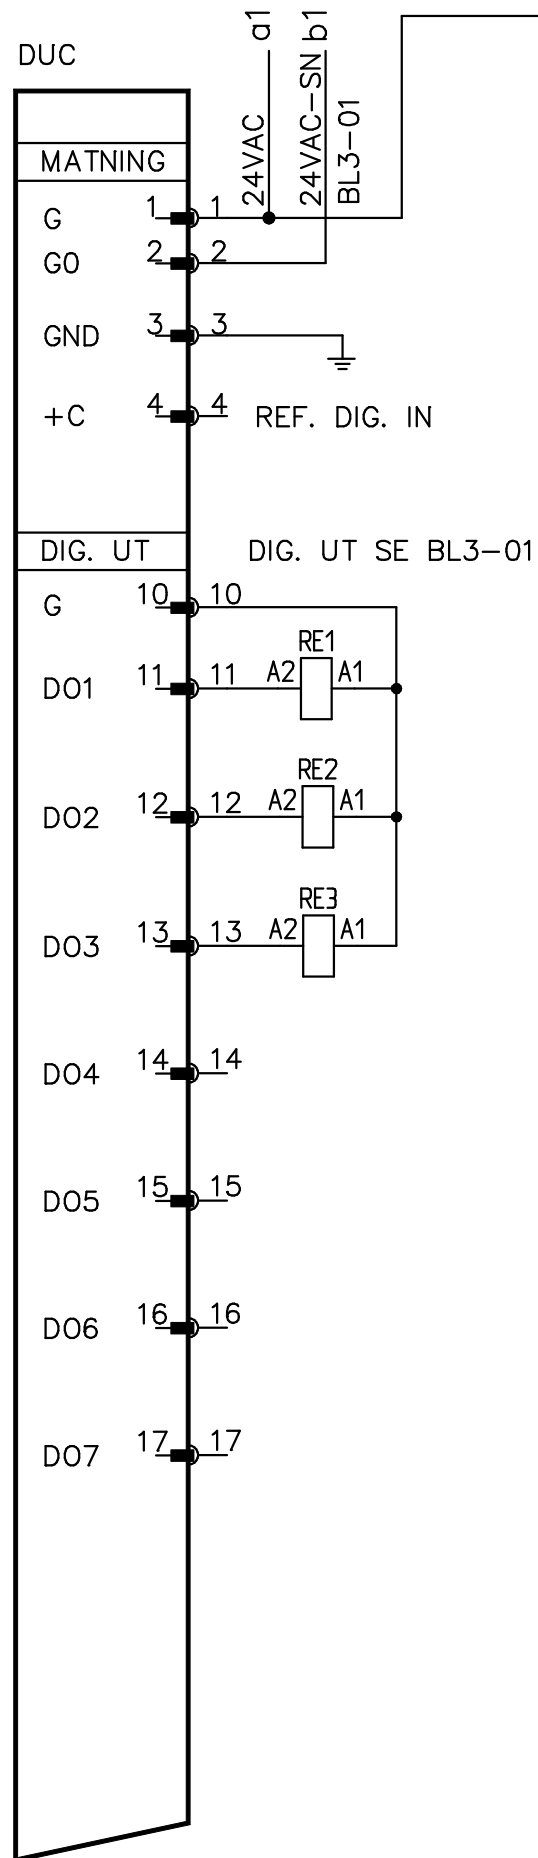 DUC
a1
b1
24VAC
24VAC-SN
BL3-01
MATNING
G 1 1
G0 2 2
GND 3 3
+C 4 4 REF. DIG. IN
DIG. UT DIG. UT SE BL3-01
G 10 10
RE1
DO1 11 11 A2 A1
RE2
DO2 12 12 A2 A1
RE3
DO3 13 13 A2 A1
DO4 14 14
DO5 15 15
DO6 16 16
DO7 17 17